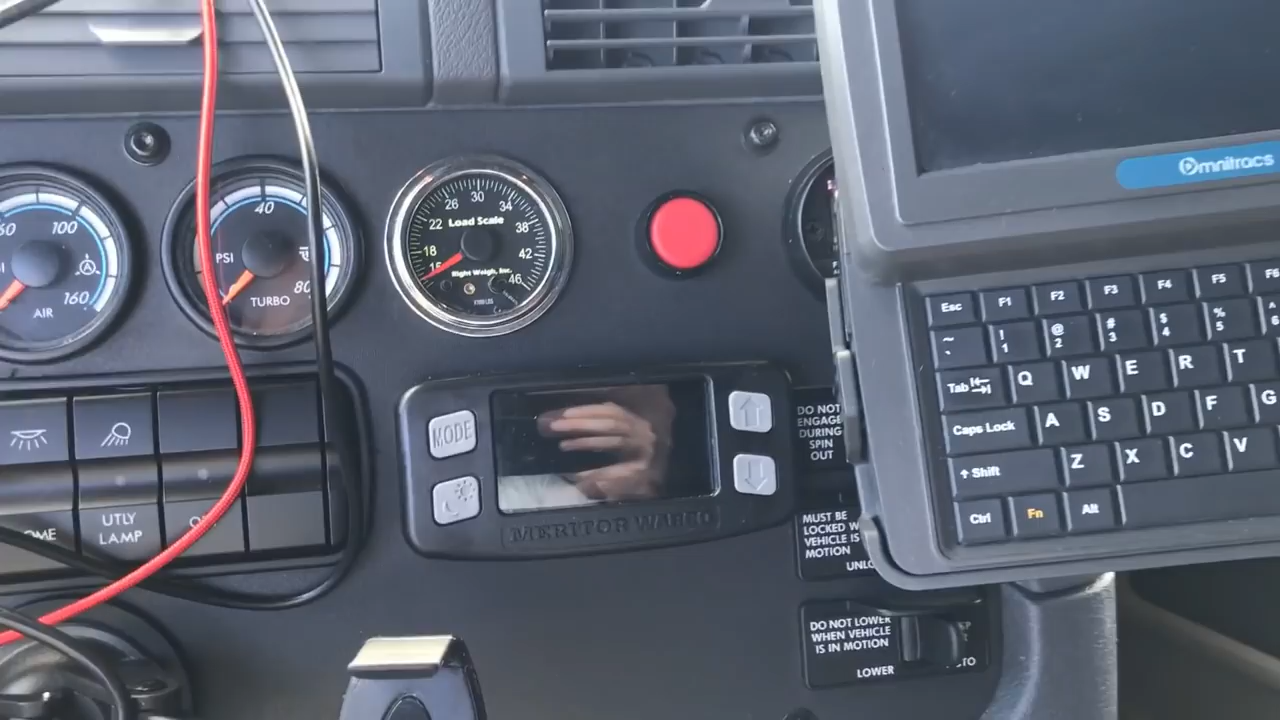 100
160
AIR
40
PSI
80
TURBO
30
26
34
22
Load Scale
38
18
42
15
Right Weigh, Inc.
46
Omnitracs
Esc
F1
F2
F3
F4
F5
F6
~
`
!
1
@
2
#
3
$
4
%
5
^
6
Tab
Q
W
E
R
T
Caps Lock
A
S
D
F
G
Shift
Z
X
C
V
Ctrl
Fn
Alt
MODE
MERITOR WABCO
DO NOT
ENGAGE
DURING
SPIN
OUT
MUST BE
LOCKED W
VEHICLE IS
MOTION
DO NOT LOWER
WHEN VEHICLE
IS IN MOTION
LOWER
UTLY
LAMP